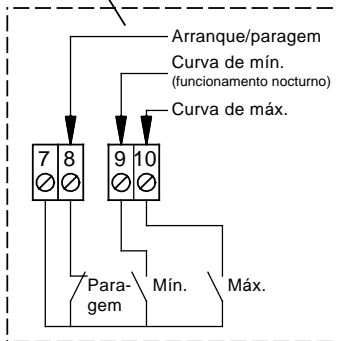 Arranque/paragem
Curva de mín.
(funcionamento nocturno)
Curva de máx.
7 8 9 10
Para-
gem
Mín.
Máx.